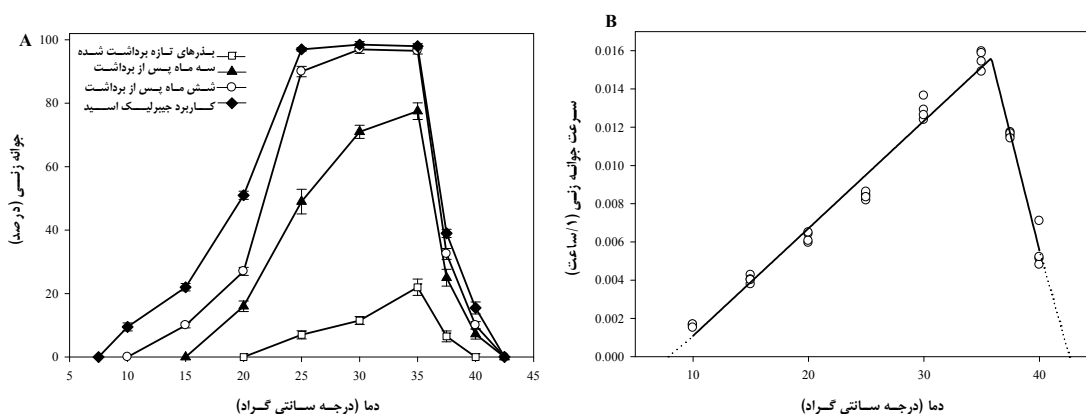 A
جوانه زنی (درصد)
100
80
60
40
20
0
بذرهای تازه برداشت شده
سه ماه پس از برداشت
شش ماه پس از برداشت
کاربرد جیبرلیک اسید
5 10 15 20 25 30 35 40 45
دما (درجه سانتی گراد)
B
سرعت جوانه زنی (۱/ساعت)
0.016
0.014
0.012
0.010
0.008
0.006
0.004
0.002
0.000
10 20 30 40
دما (درجه سانتی گراد)